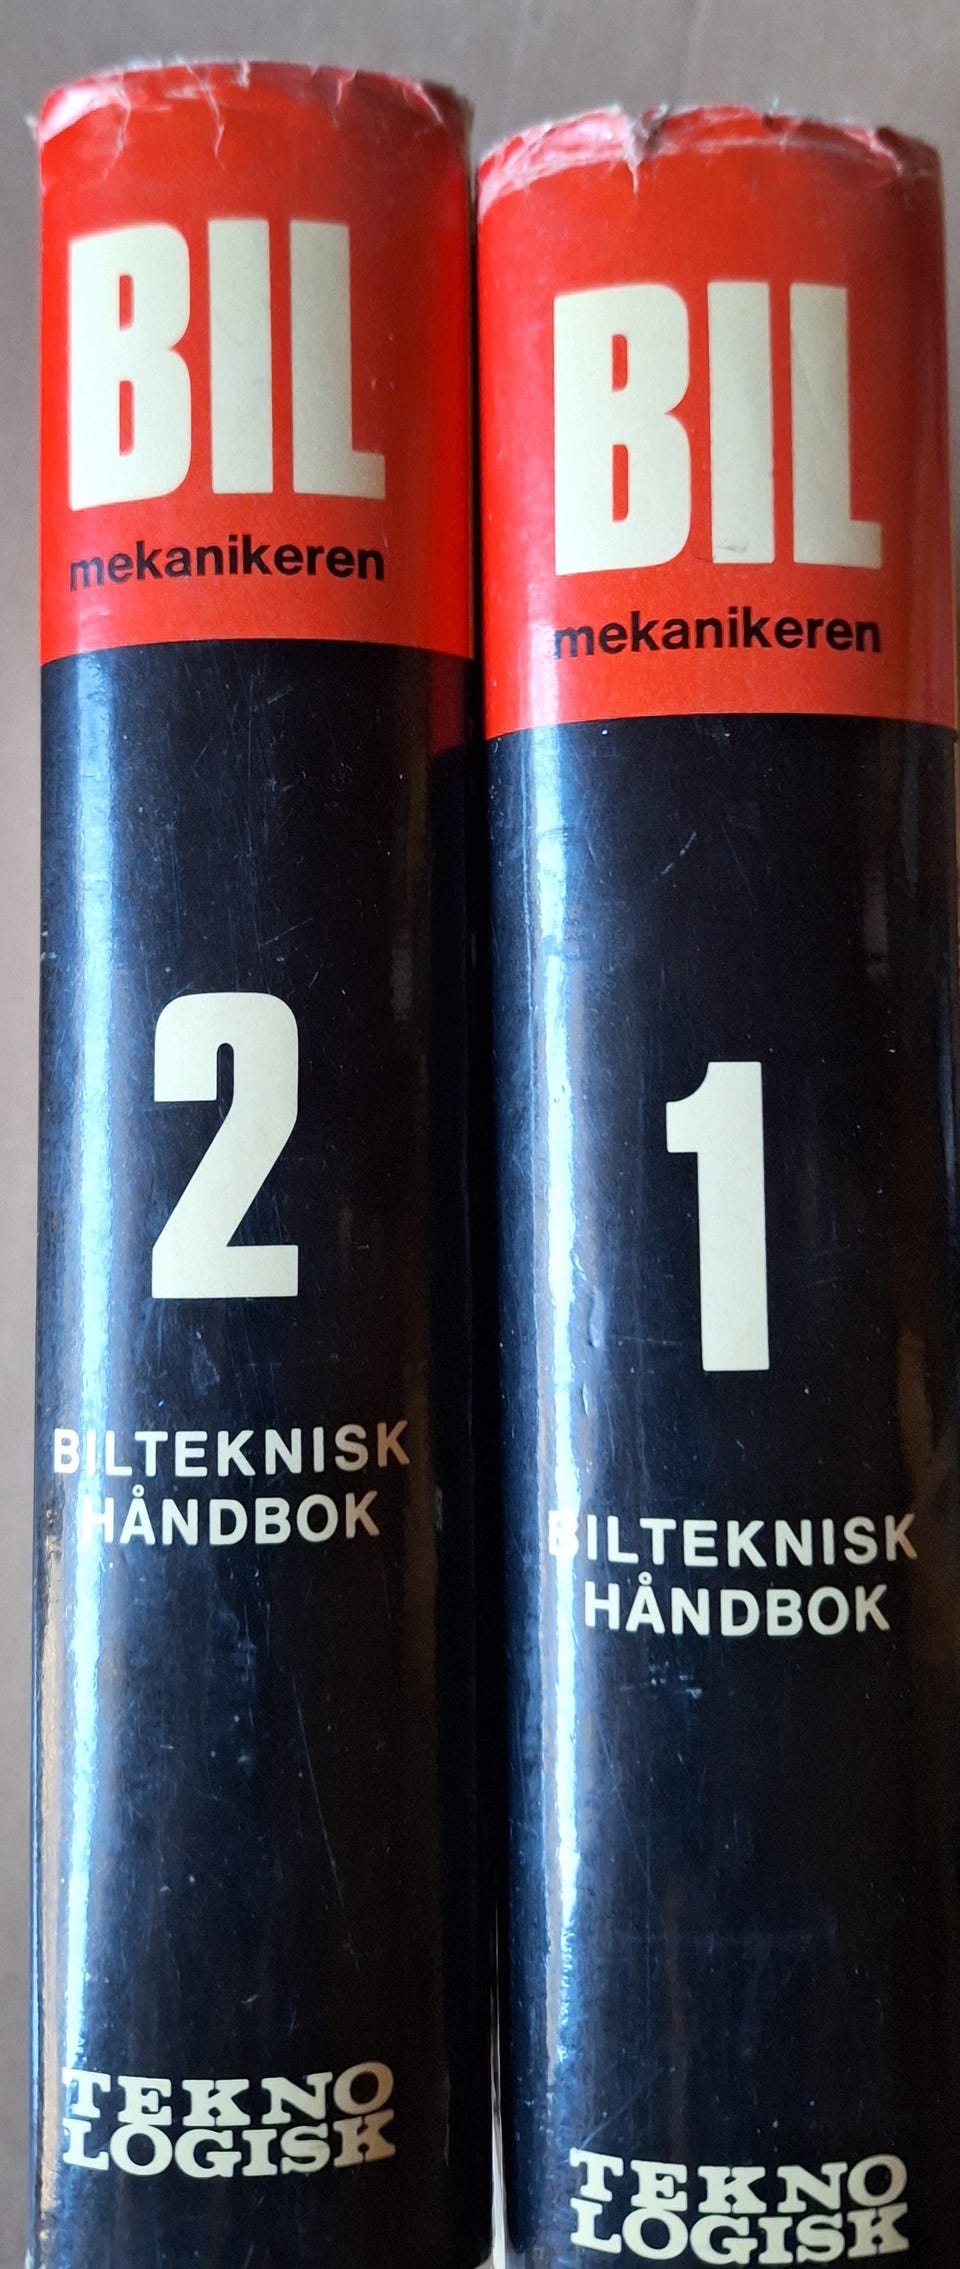 BIL
mekanikeren
2
BILTEKNISK
HÅNDBOK
TEKNO
LOGISK
BIL
mekanikeren
1
BILTEKNISK
HÅNDBOK
TEKNO
LOGISK